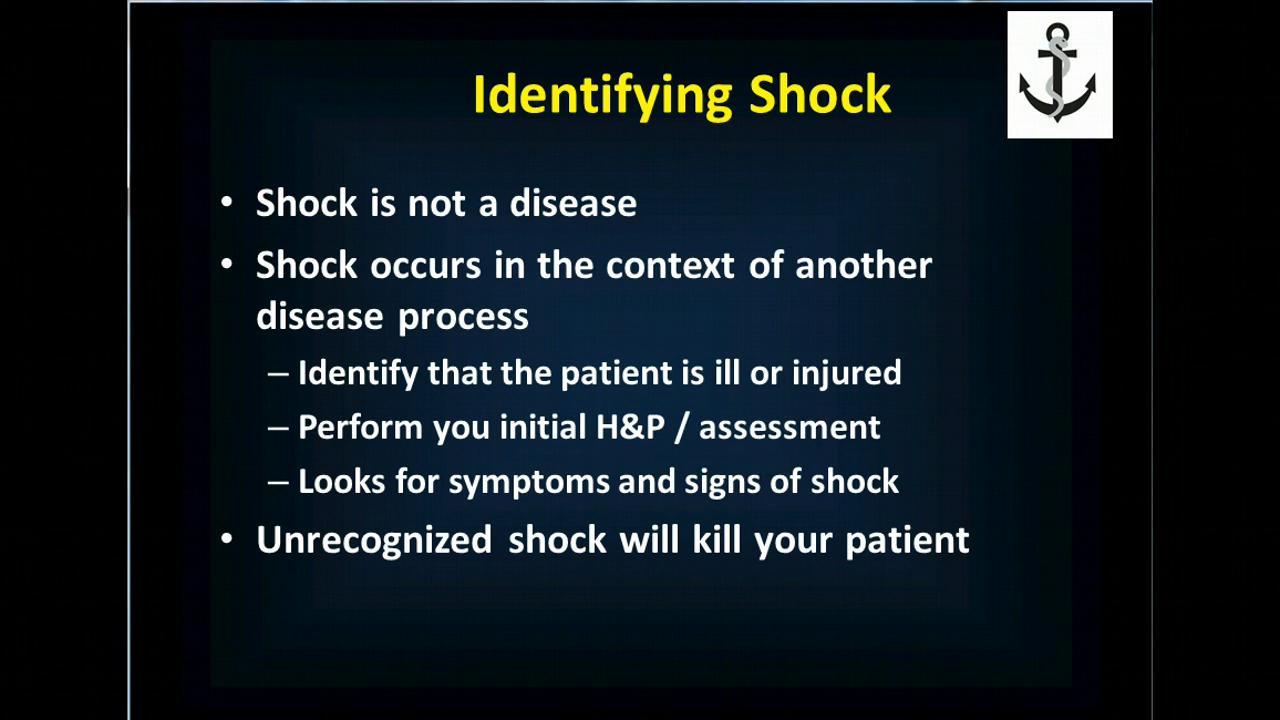 Identifying Shock
• Shock is not a disease
• Shock occurs in the context of another
disease process
– Identify that the patient is ill or injured
– Perform you initial H&P / assessment
– Looks for symptoms and signs of shock
• Unrecognized shock will kill your patient